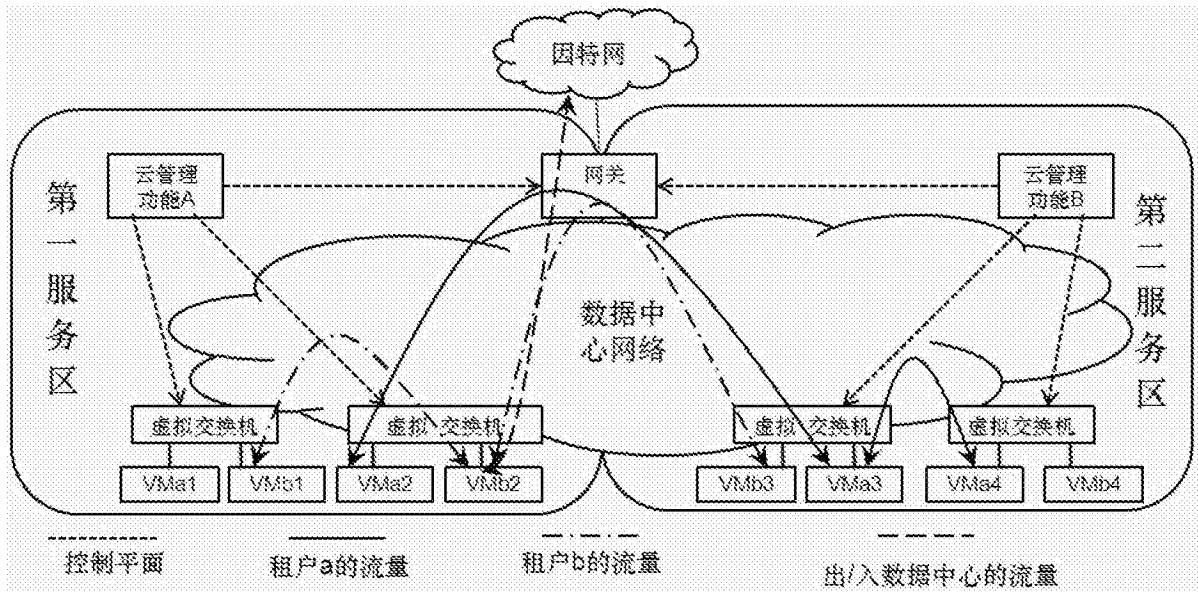 因特网
云管理
功能A
网关
云管理
功能B
第一服务区
第二服务区
数据中
心网络
虚拟交换机
虚拟 交换机
虚拟交换机
虚拟交换机
VMa1
VMb1
VMa2
VMb2
VMb3
VMa3
VMa4
VMb4
控制平面
租户a的流量
租户b的流量
出/入数据中心的流量